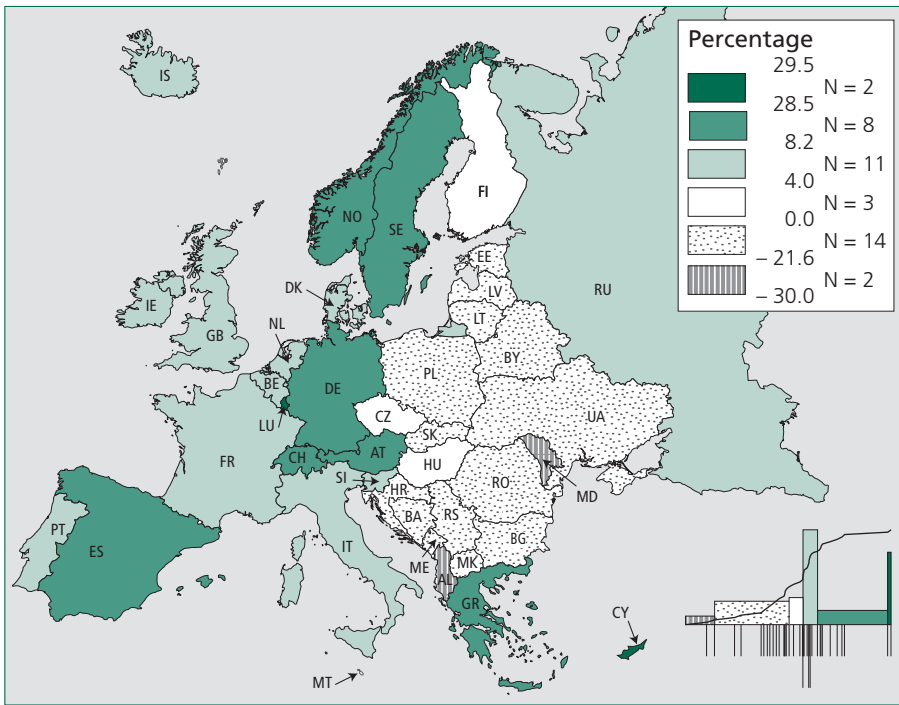 Percentage
29.5
N = 2
28.5
N = 8
8.2
N = 11
4.0
N = 3
0.0
N = 14
– 21.6
N = 2
– 30.0
IS
NO
SE
FI
EE
LV
LT
RU
DK
IE
GB
NL
BE
DE
PL
BY
LU
CZ
SK
UA
FR
CH
AT
HU
SI
HR
RO
MD
PT
ES
IT
BA
RS
BG
ME
MK
AL
GR
CY
MT